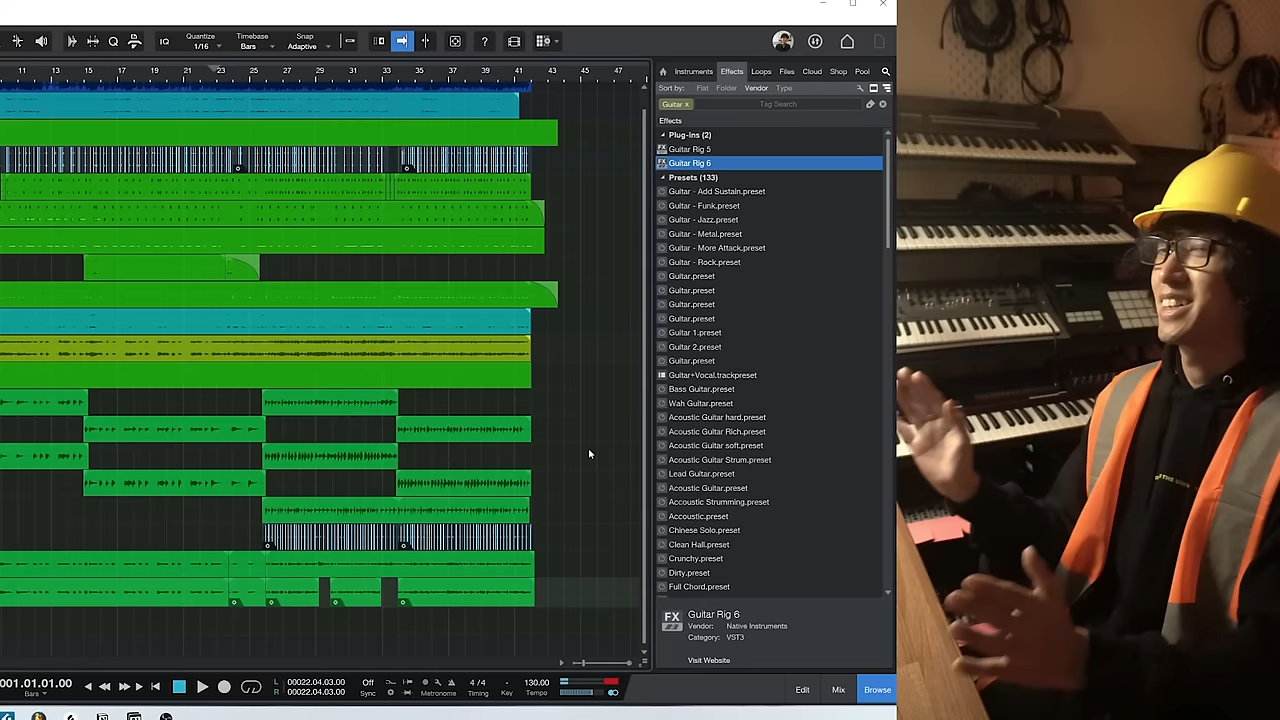 IQ
Quantize
1/16
Timebase
Bars
Snap
Adaptive
?
11 13 15 17 19 21 23 25 27 29 31 33 35 37 39 41 43 45 47
Instruments Effects Loops Files Cloud Shop Pool
Sort by: Flat Folder Vendor Type
Guitar x Tag Search
Effects
Plug-Ins (2)
FX Guitar Rig 5
FX Guitar Rig 6
Presets (133)
Guitar - Add Sustain.preset
Guitar - Funk.preset
Guitar - Jazz.preset
Guitar - Metal.preset
Guitar - More Attack.preset
Guitar - Rock.preset
Guitar.preset
Guitar.preset
Guitar.preset
Guitar.preset
Guitar 1.preset
Guitar 2.preset
Guitar.preset
Guitar+Vocal.trackpreset
Bass Guitar.preset
Wah Guitar.preset
Acoustic Guitar hard.preset
Acoustic Guitar Rich.preset
Acoustic Guitar soft.preset
Acoustic Guitar Strum.preset
Lead Guitar.preset
Acoustic Guitar.preset
Accoustic Strumming.preset
Accoustic.preset
Chinese Solo.preset
Clean Hall.preset
Crunchy.preset
Dirty.preset
Full Chord.preset
FX
Guitar Rig 6
Vendor: Native Instruments
Category: VST3
Visit Website
001.01.01.00
Bars
L 00022.04.03.00
R 00022.04.03.00
Off
Sync
Metronome
4 / 4
Timing
-
Key
130.00
Tempo
Edit Mix Browse